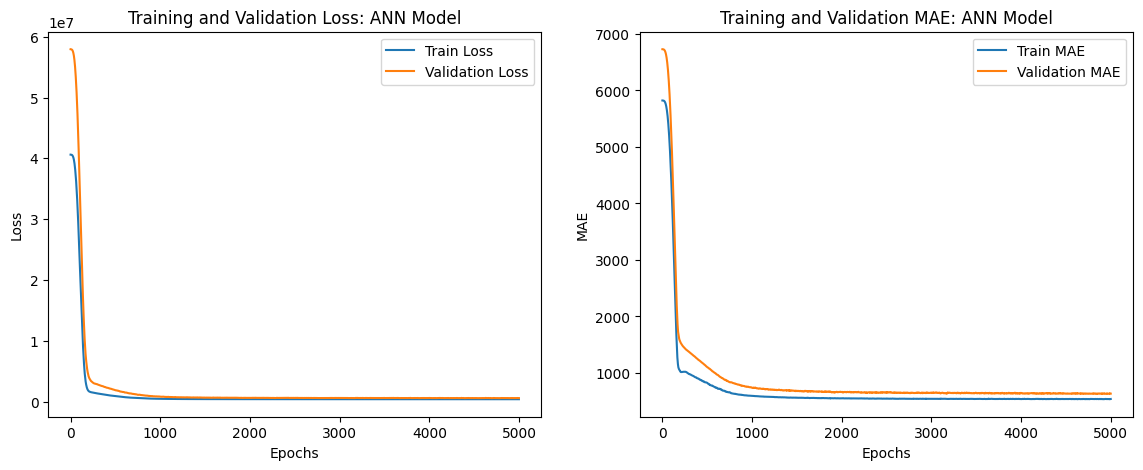 Training and Validation Loss: ANN Model
1e7
Train Loss
Validation Loss
6
5
4
3
2
1
0
Loss
0 1000 2000 3000 4000 5000
Epochs
Training and Validation MAE: ANN Model
Train MAE
Validation MAE
7000
6000
5000
4000
3000
2000
1000
MAE
0 1000 2000 3000 4000 5000
Epochs